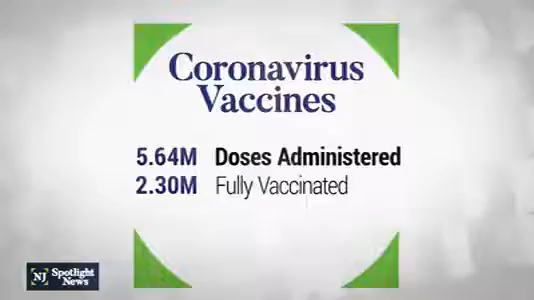 Coronavirus
Vaccines
5.64M Doses Administered
2.30M Fully Vaccinated
NJ Spotlight
News